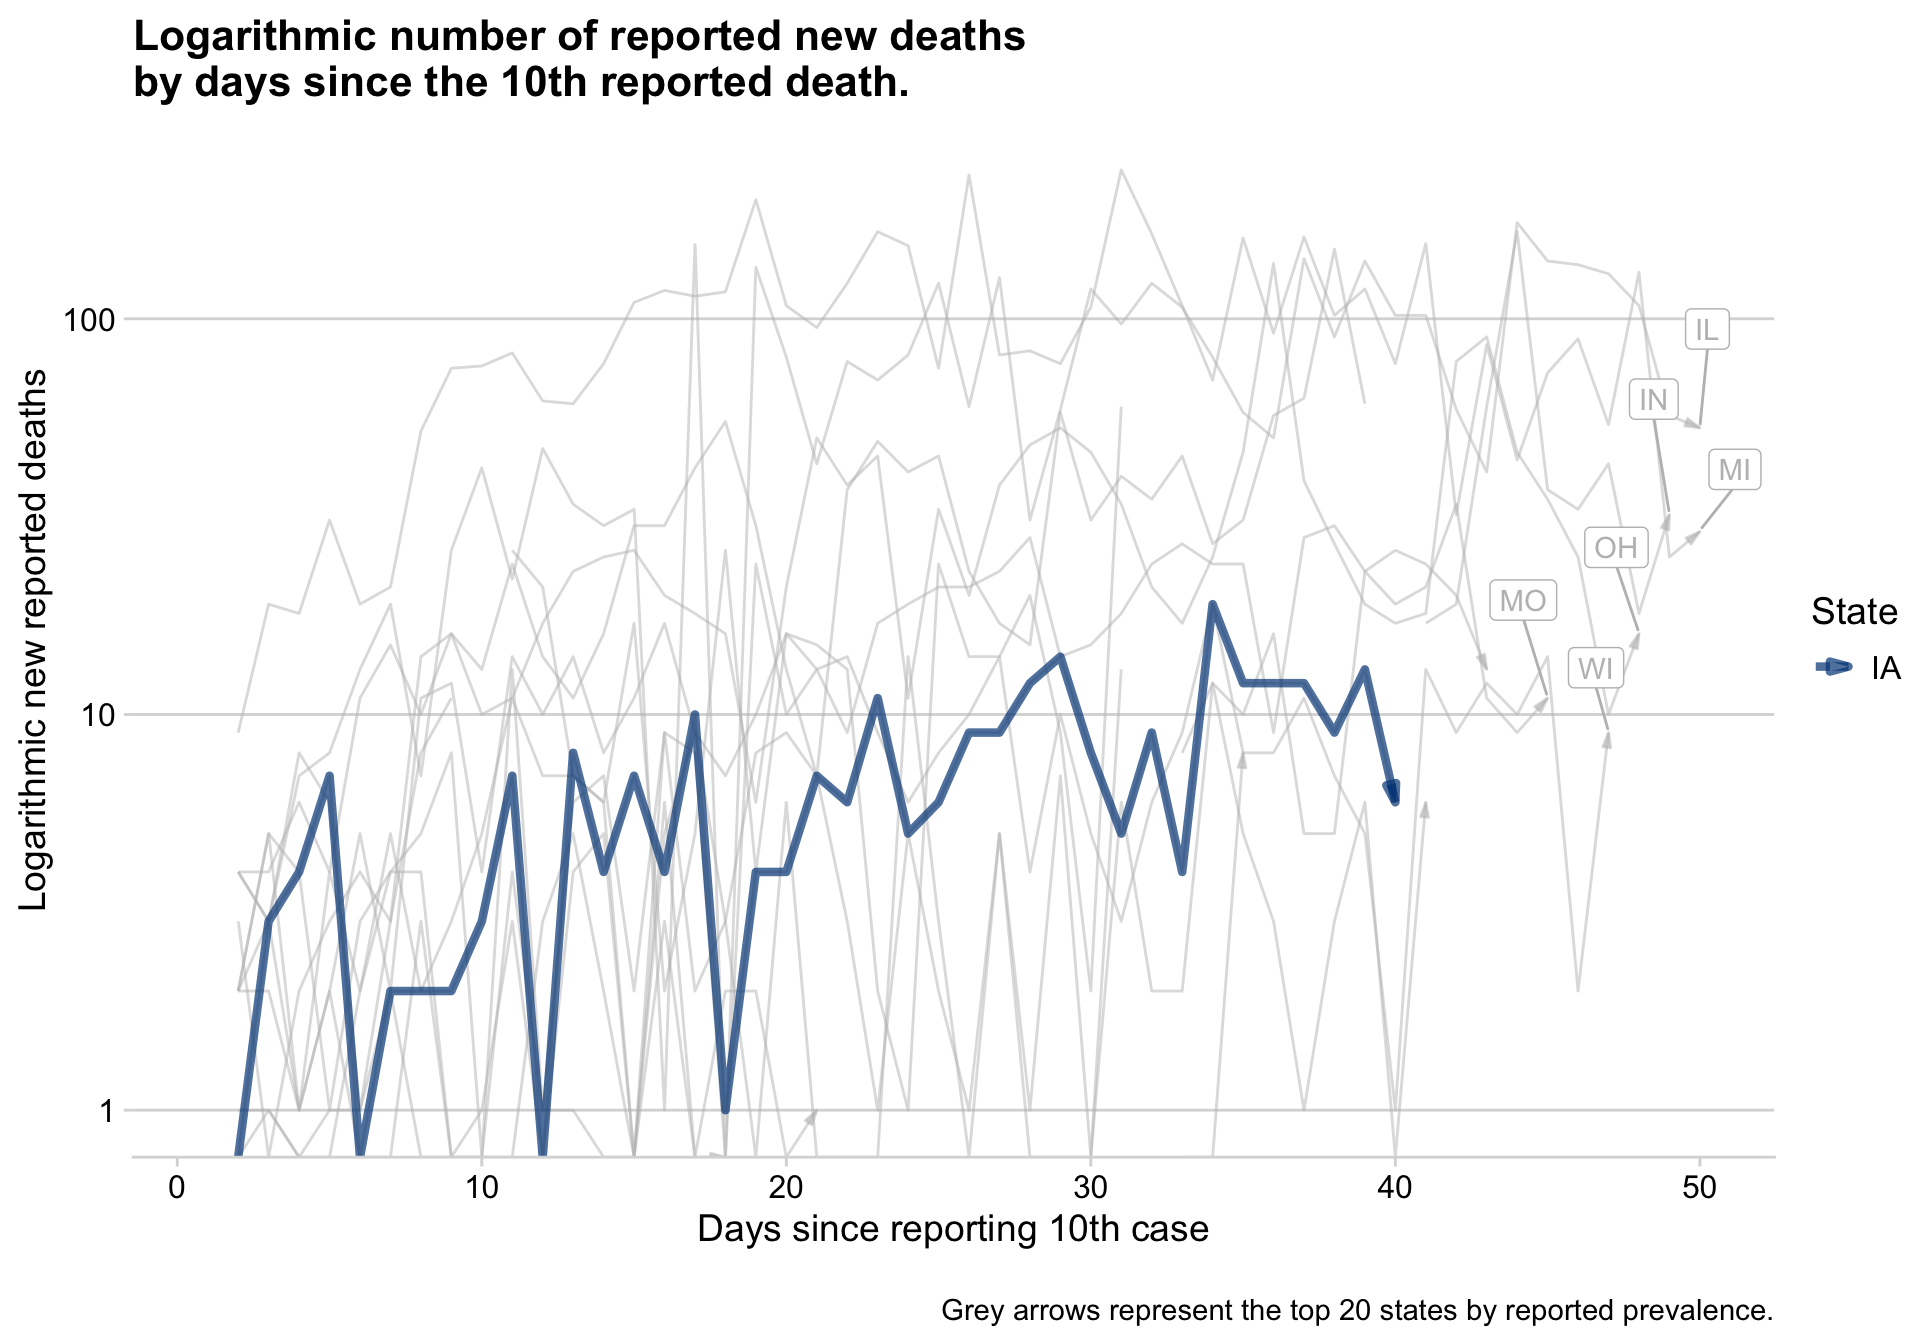 Logarithmic number of reported new deaths
by days since the 10th reported death.
Logarithmic new reported deaths
100
10
1
IL
IN
MI
OH
MO
WI
State
IA
0 10 20 30 40 50
Days since reporting 10th case
Grey arrows represent the top 20 states by reported prevalence.